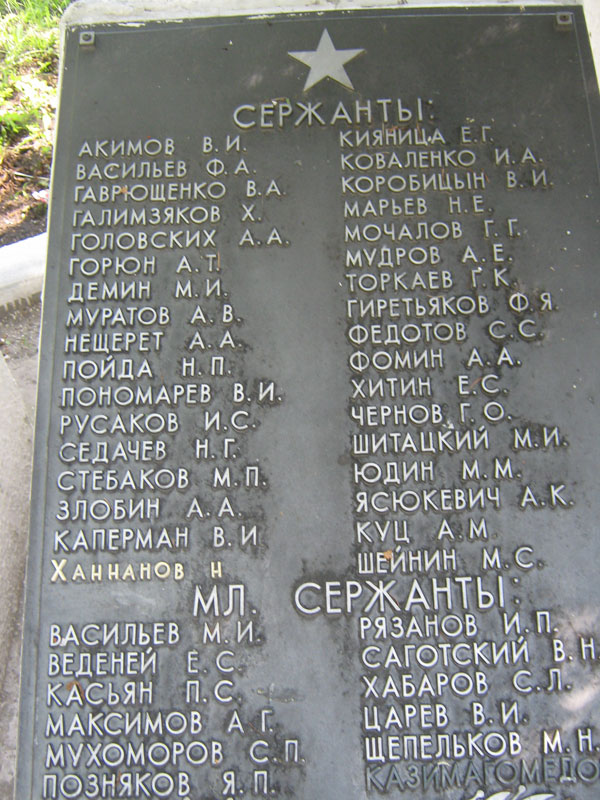 СЕРЖАНТЫ:
АКИМОВ В.И.
ВАСИЛЬЕВ Ф.А.
ГАВРЮЩЕНКО В.А.
ГАЛИМЗЯКОВ Х.
ГОЛОВСКИХ А.А.
ГОРЮН А.Т.
ДЕМИН М.И.
МУРАТОВ А.В.
НЕЩЕРЕТ А.А.
ПОЙДА Н.П.
ПОНОМАРЕВ В.И.
РУСАКОВ И.С.
СЕДАЧЕВ Н.Г.
СТЕБАКОВ М.П.
ЗЛОБИН А.А.
КАПЕРМАН В.И
ХАННАНОВ Н
КИЯНИЦА Е.Г.
КОВАЛЕНКО И.А.
КОРОБИЦЫН В.И.
МАРЬЕВ Н.Е.
МОЧАЛОВ Г.Г.
МУДРОВ А.Е.
ТОРКАЕВ Г.К.
ГИРЕТЬЯКОВ Ф.Я.
ФЕДОТОВ С.С.
ФОМИН А.А.
ХИТИН Е.С.
ЧЕРНОВ Г.О.
ШИТАЦКИЙ М.И.
ЮДИН М.М.
ЯСЮКЕВИЧ А.К.
КУЦ А.М.
ШЕЙНИН М.С.
МЛ. СЕРЖАНТЫ:
ВАСИЛЬЕВ М.И.
ВЕДЕНЕЙ Е.С.
КАСЬЯН П.С.
МАКСИМОВ А.Г.
МУХОМОРОВ С.П.
ПОЗНЯКОВ Я.П.
РЯЗАНОВ И.П.
САГОТСКИЙ В.Н.
ХАБАРОВ С.Л.
ЦАРЕВ В.И.
ЩЕПЕЛЬКОВ М.Н.
КАЗИМАГОМЕДО